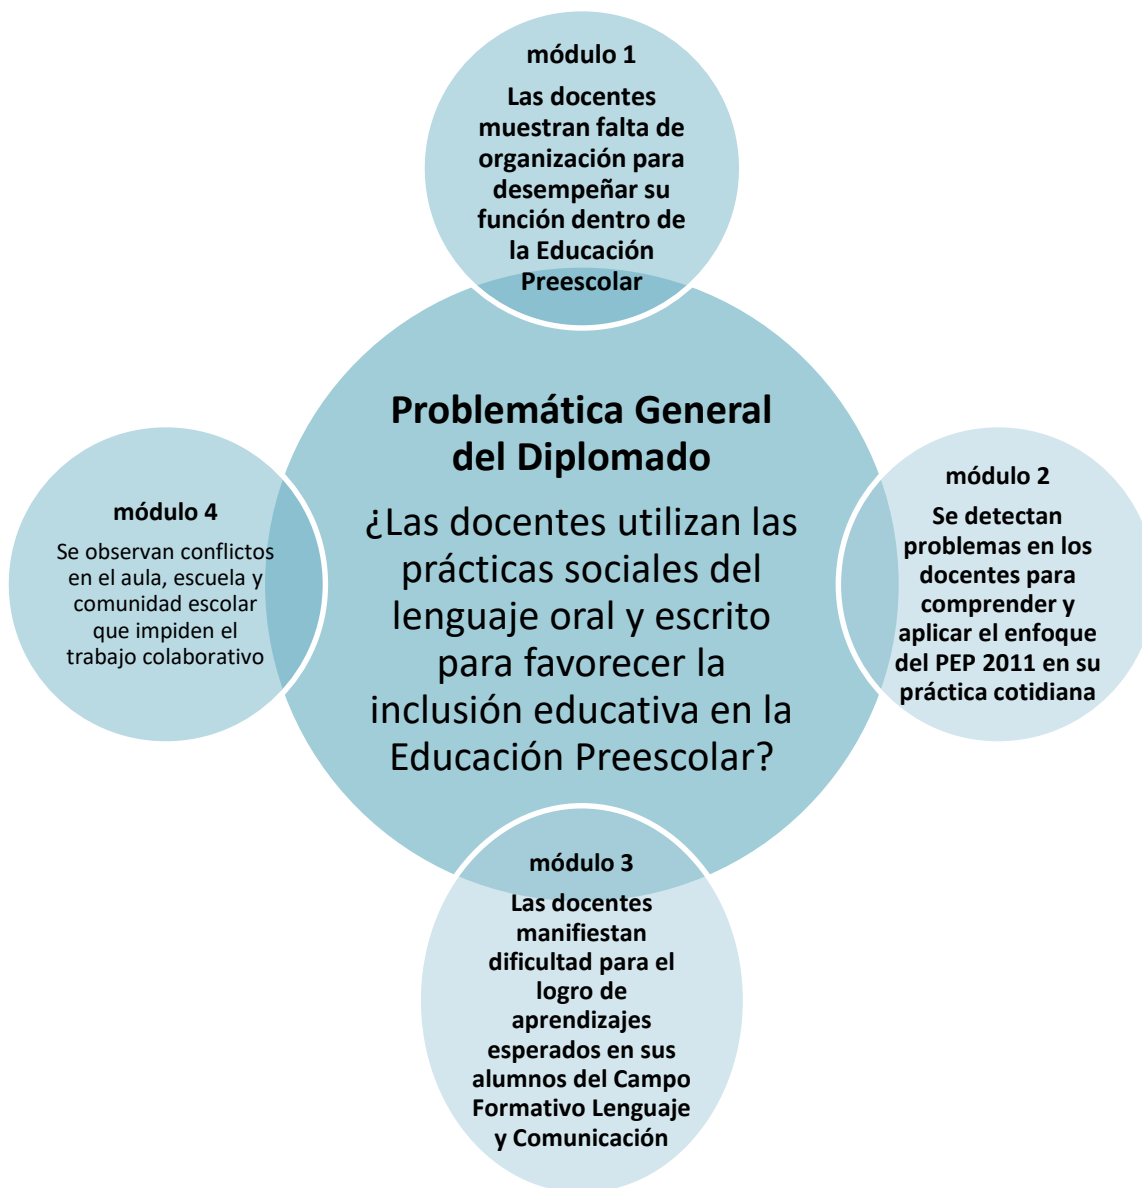 módulo 1
Las docentes
muestran falta de
organización para
desempeñar su
función dentro de
la Educación
Preescolar
Problemática General
del Diplomado
¿Las docentes utilizan las
prácticas sociales del
lenguaje oral y escrito
para favorecer la
inclusión educativa en la
Educación Preescolar?
módulo 2
Se detectan
problemas en los
docentes para
comprender y
aplicar el enfoque
del PEP 2011 en su
práctica cotidiana
módulo 3
Las docentes
manifiestan
dificultad para el
logro de
aprendizajes
esperados en sus
alumnos del Campo
Formativo Lenguaje
y Comunicación
módulo 4
Se observan conflictos
en el aula, escuela y
comunidad escolar
que impiden el
trabajo colaborativo